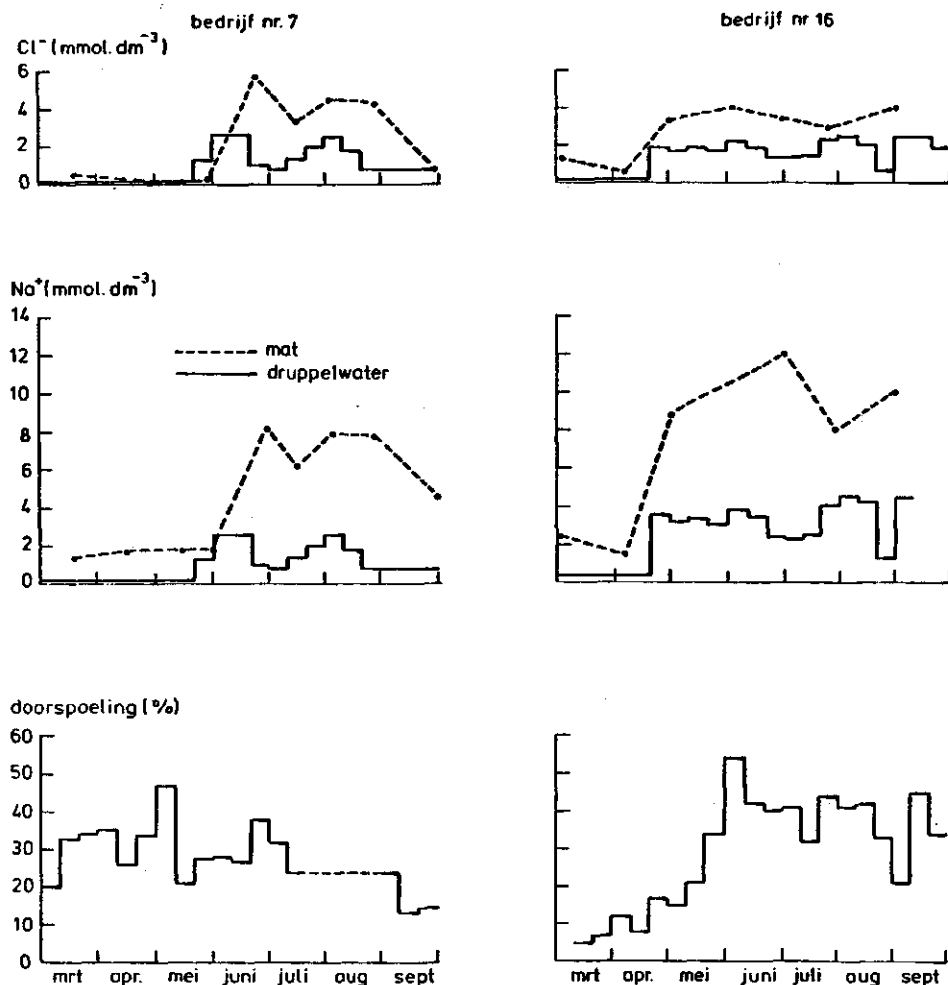 bedrijf nr. 7
bedrijf nr 16
Cl⁻ (mmol. dm⁻³)
6
4
2
0
Na⁺(mmol. dm⁻³)
14
12
10
8
6
4
2
0
mat
druppelwater
doorspoeling (%)
60
50
40
30
20
10
0
mrt apr. mei juni juli aug sept
mrt apr. mei juni juli aug sept